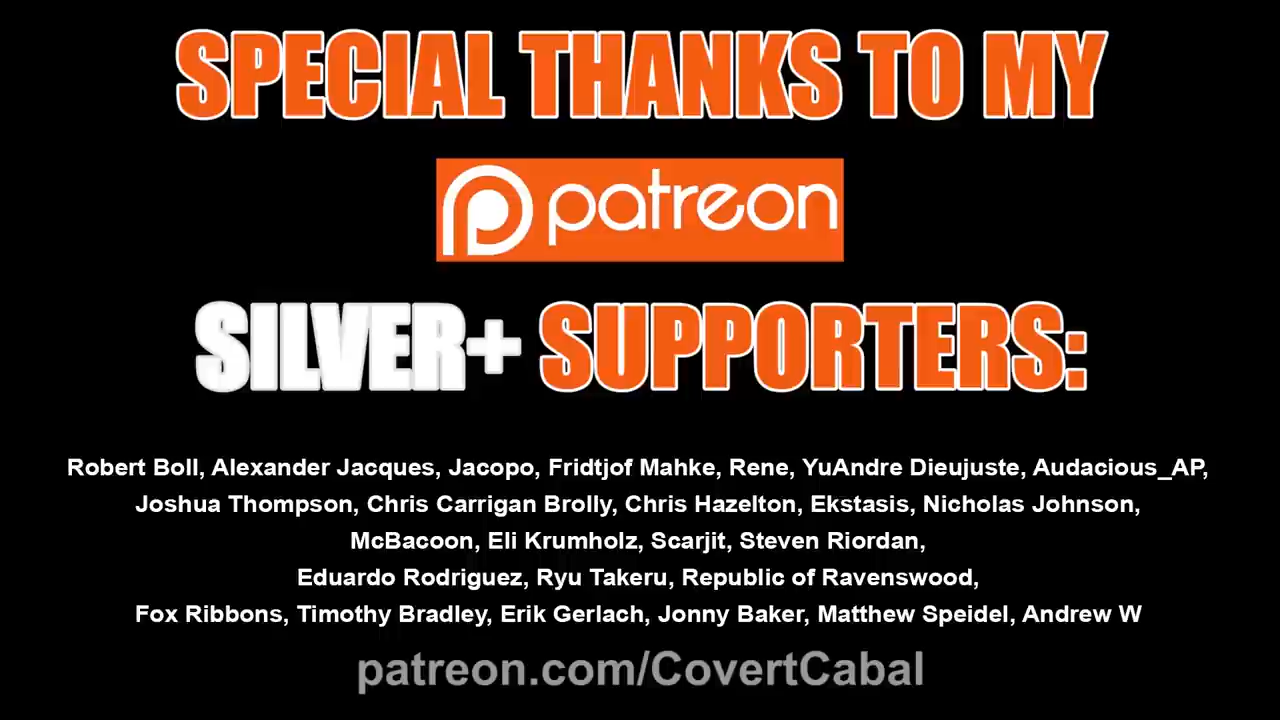 SPECIAL THANKS TO MY
patreon
SILVER+ SUPPORTERS:
Robert Boll, Alexander Jacques, Jacopo, Fridtjof Mahke, Rene, YuAndre Dieujuste, Audacious_AP,
Joshua Thompson, Chris Carrigan Brolly, Chris Hazelton, Ekstasis, Nicholas Johnson,
McBacoon, Eli Krumholz, Scarjit, Steven Riordan,
Eduardo Rodriguez, Ryu Takeru, Republic of Ravenswood,
Fox Ribbons, Timothy Bradley, Erik Gerlach, Jonny Baker, Matthew Speidel, Andrew W
patreon.com/CovertCabal